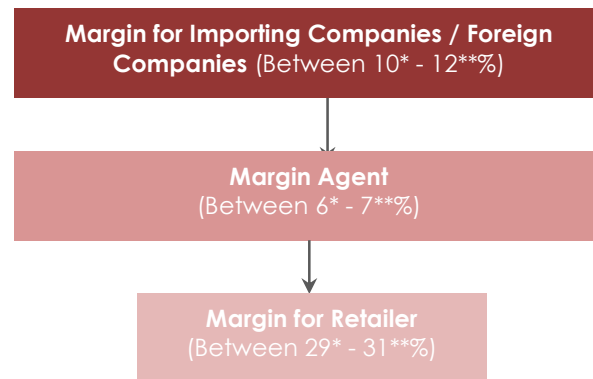 Margin for Importing Companies / Foreign
Companies (Between 10* - 12**%)
Margin Agent
(Between 6* - 7**%)
Margin for Retailer
(Between 29* - 31**%)